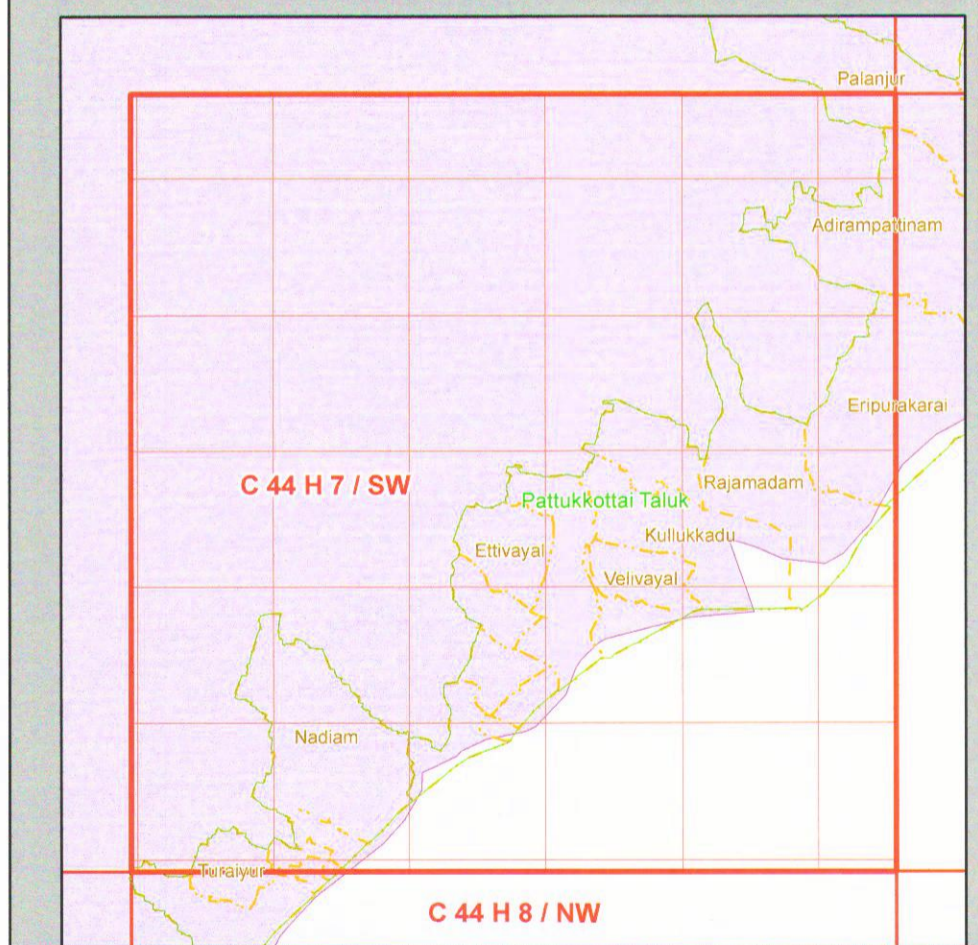 Palanjur
Adirampattinam
Eripurakarai
C 44 H 7 / SW
Rajamadam
Pattukkottai Taluk
Kullukkadu
Ettivayal
Velivayal
Nadiam
Turaiyur
C 44 H 8 / NW